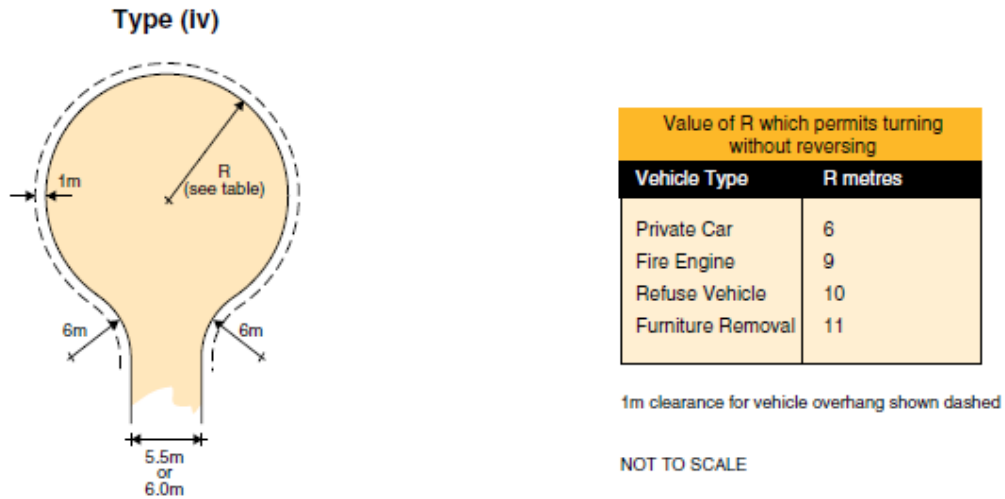 Type (iv)
1m
R
(see table)
6m
6m
5.5m
or
6.0m
Value of R which permits turning
without reversing
Vehicle Type R metres
Private Car 6
Fire Engine 9
Refuse Vehicle 10
Furniture Removal 11
1m clearance for vehicle overhang shown dashed
NOT TO SCALE